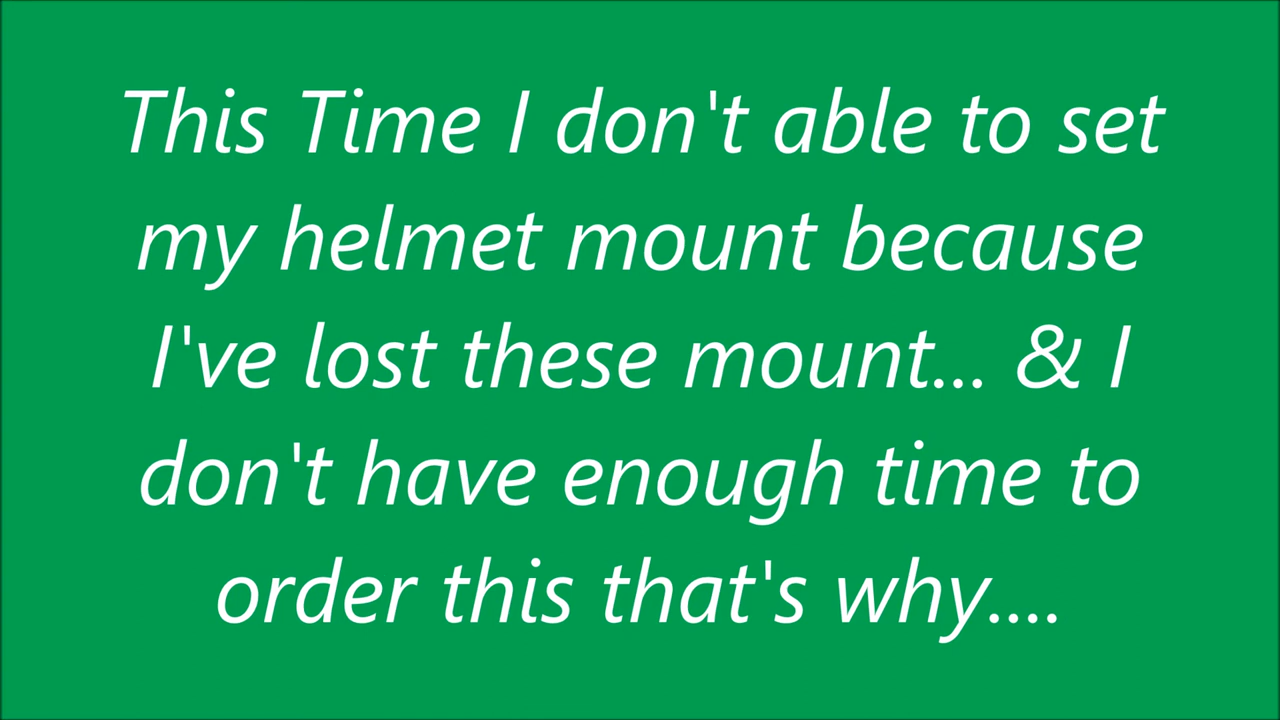 This Time I don't able to set
my helmet mount because
I've lost these mount... & I
don't have enough time to
order this that's why....